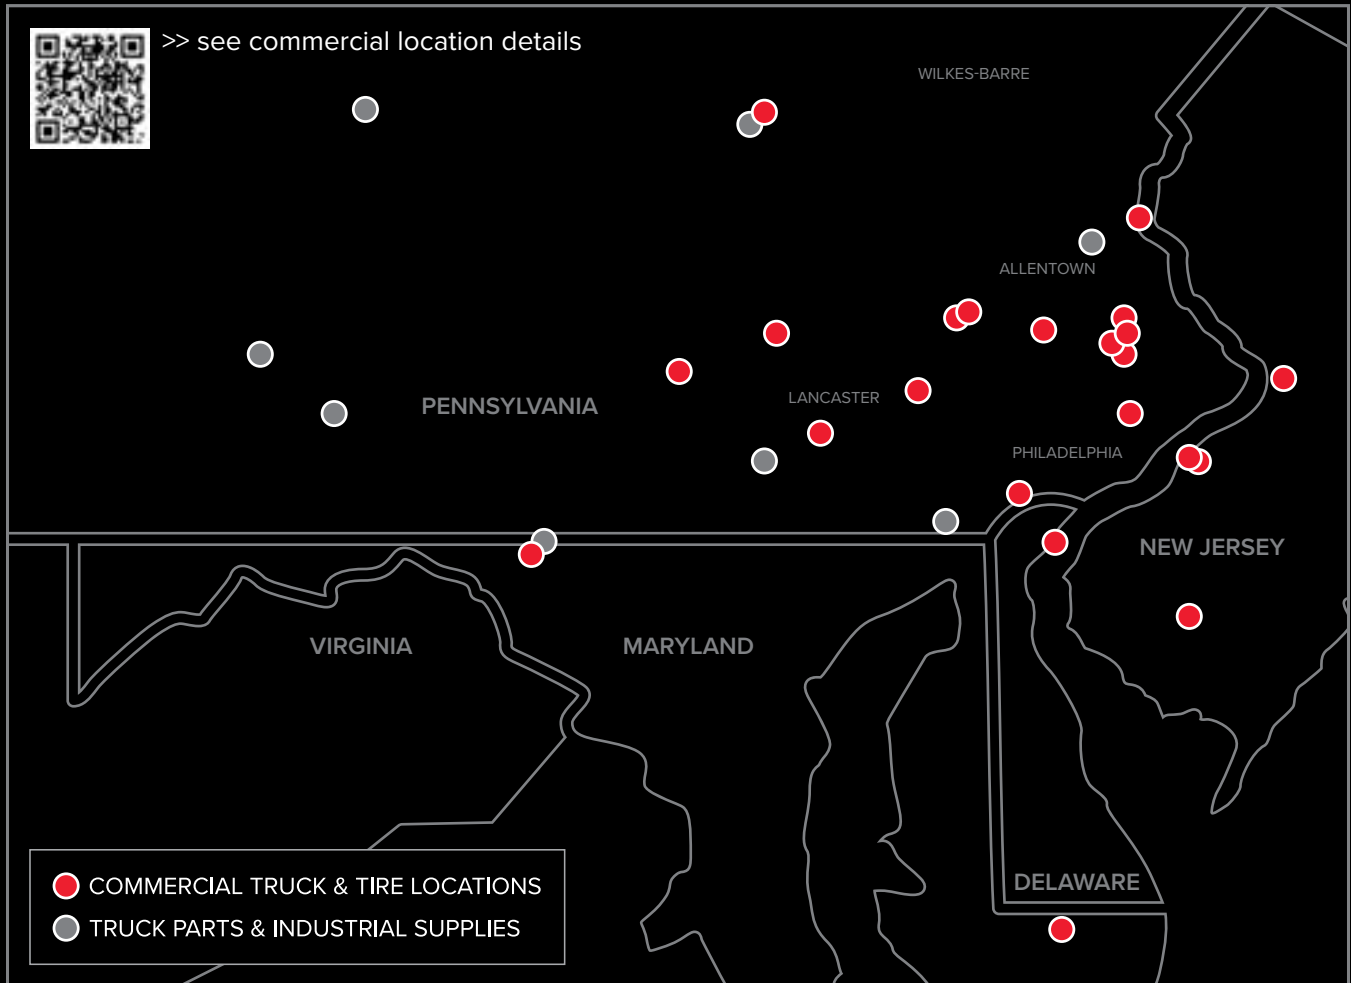 >> see commercial location details
WILKES-BARRE
ALLENTOWN
LANCASTER
PENNSYLVANIA
PHILADELPHIA
NEW JERSEY
VIRGINIA
MARYLAND
DELAWARE
COMMERCIAL TRUCK & TIRE LOCATIONS
TRUCK PARTS & INDUSTRIAL SUPPLIES